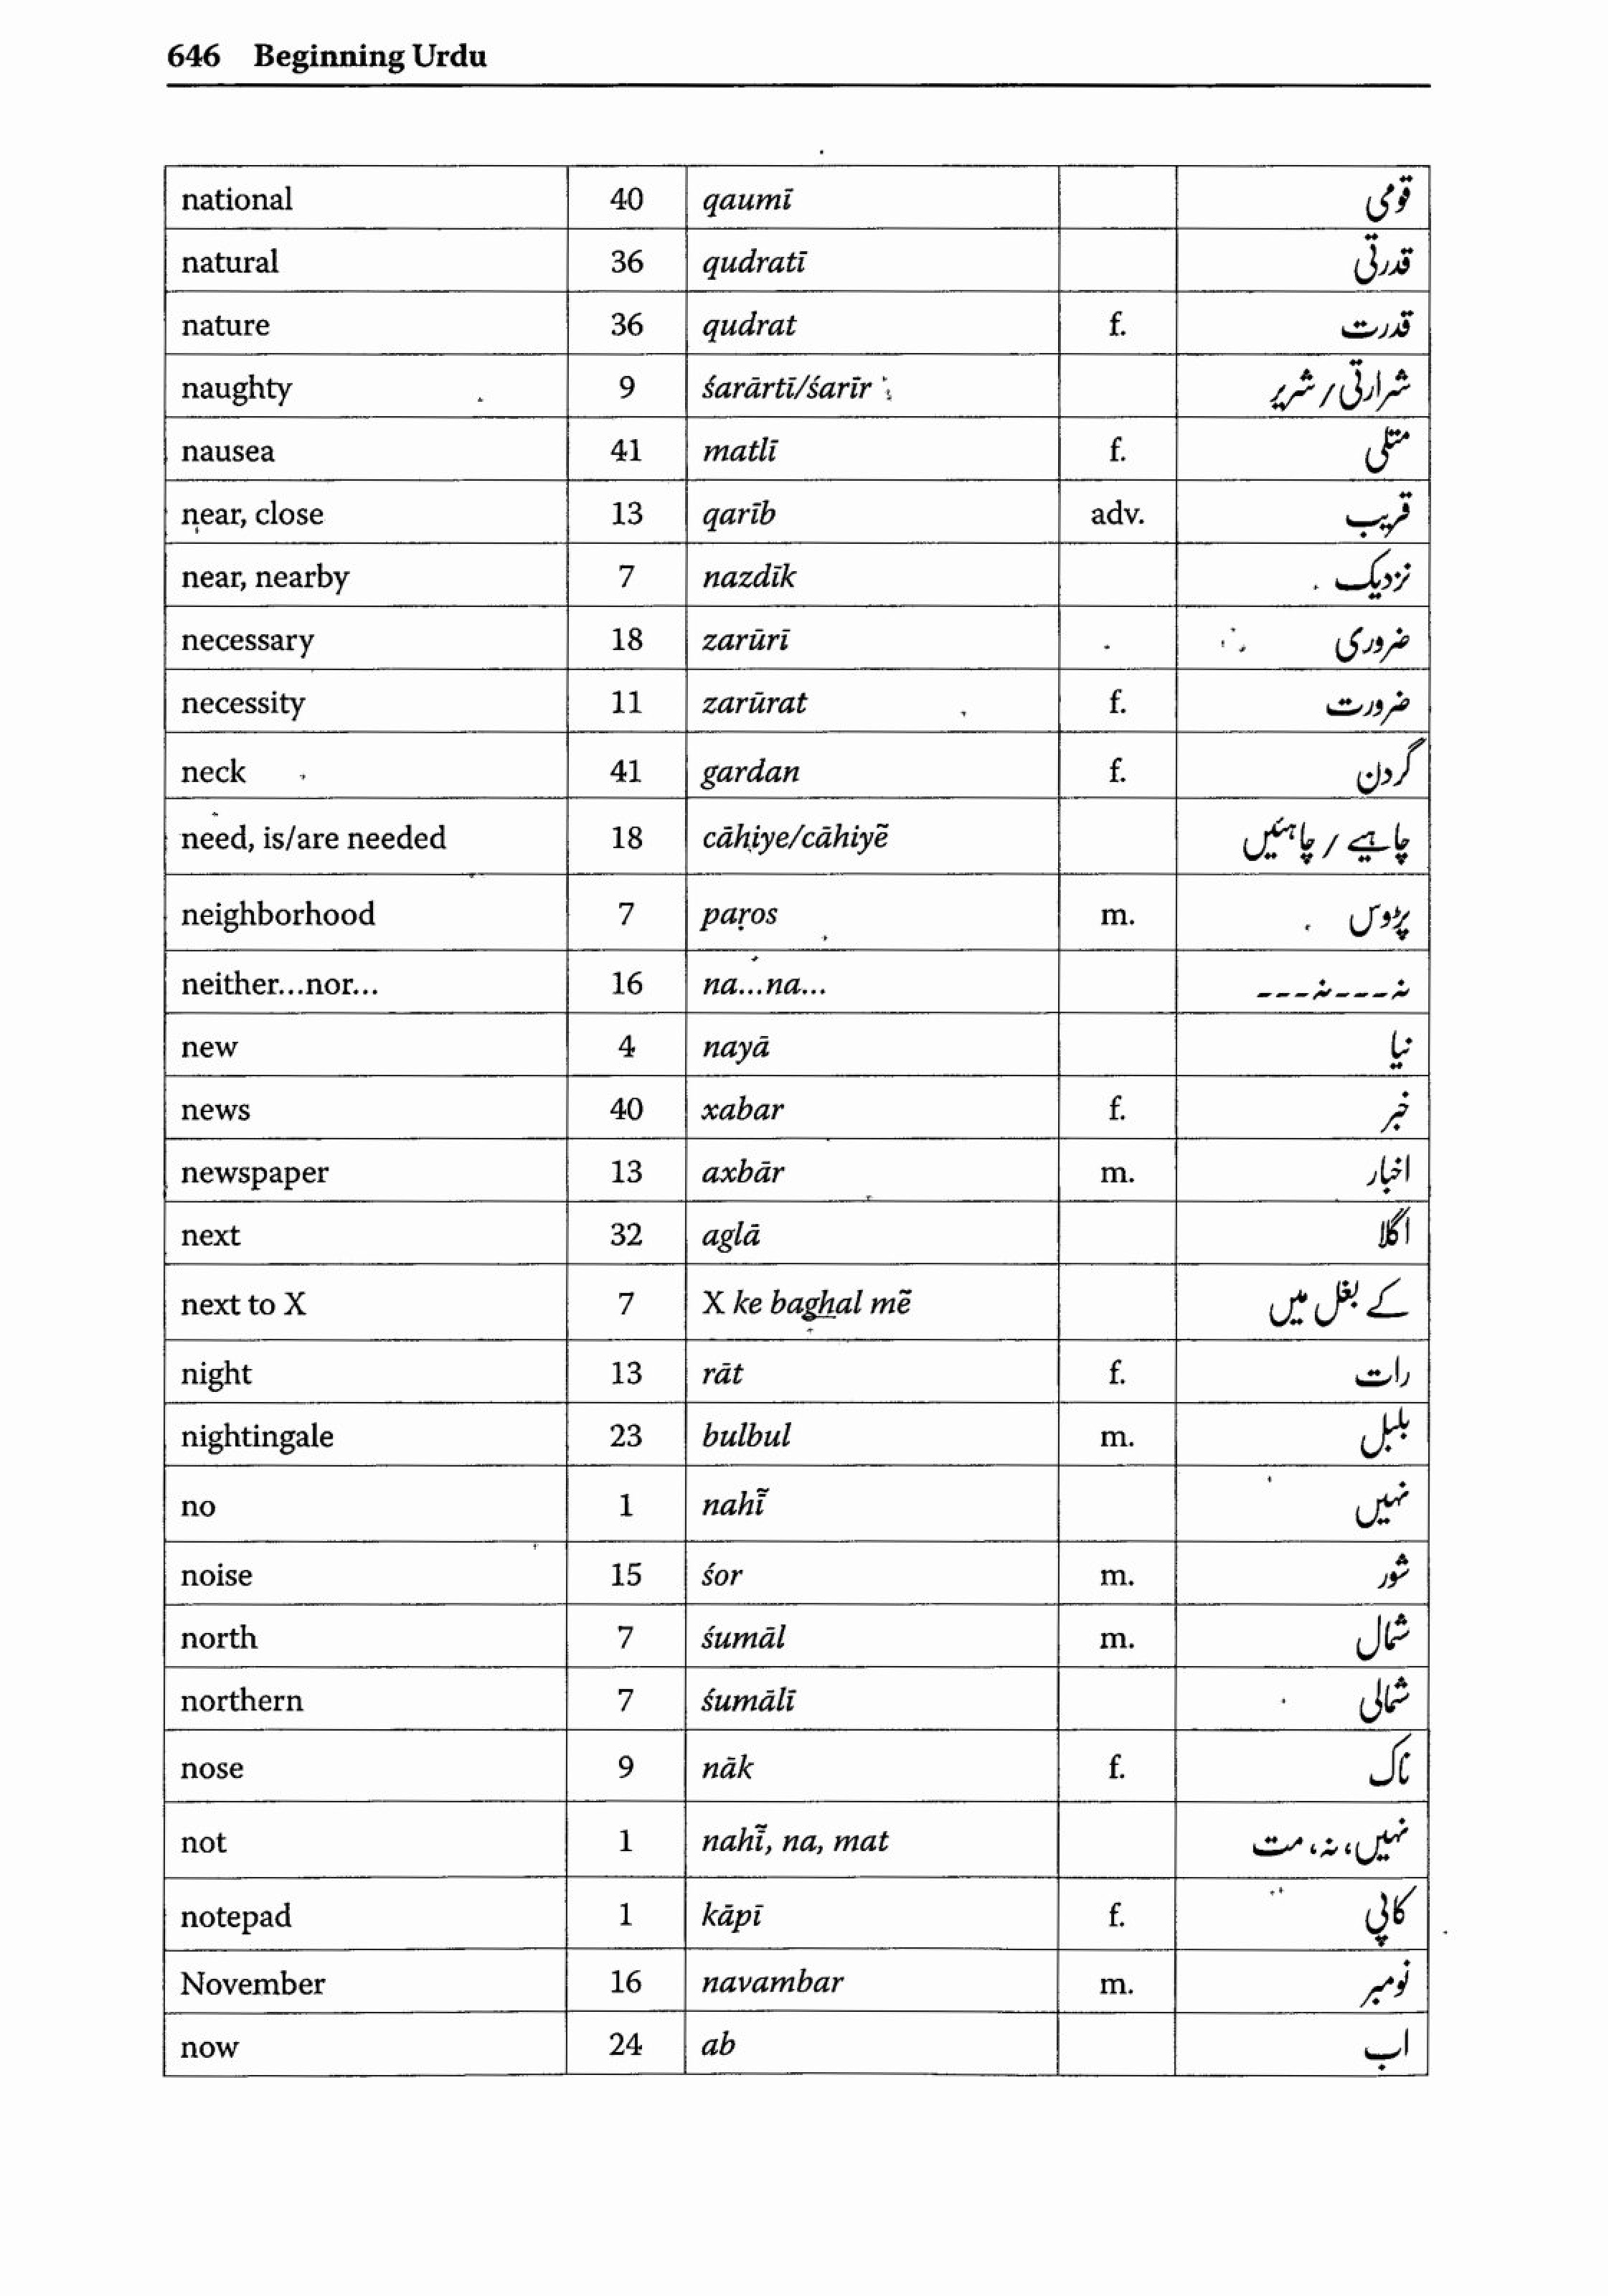 646 Beginning Urdu
national 40 qaumī قومی
natural 36 qudratī قدرتی
nature 36 qudrat f. قدرت
naughty 9 śarārtī/śarīr شرارتی / شریر
nausea 41 matlī f. متلی
near, close 13 qarīb adv. قریب
near, nearby 7 nazdīk نزدیک
necessary 18 zarūrī ضروری
necessity 11 zarūrat f. ضرورت
neck 41 gardan f. گردن
need, is/are needed 18 cāhiye/cāhiyẽ چاہیے / چاہئیں
neighborhood 7 paṛos m. پڑوس
neither...nor... 16 na...na... نہ---نہ---
new 4 nayā نیا
news 40 xabar f. خبر
newspaper 13 axbār m. اخبار
next 32 aglā اگلا
next to X 7 X ke baghal mẽ کے بغل میں
night 13 rāt f. رات
nightingale 23 bulbul m. بلبل
no 1 nahī̃ نہیں
noise 15 śor m. شور
north 7 śumāl m. شمال
northern 7 śumālī شمالی
nose 9 nāk f. ناک
not 1 nahī̃, na, mat نہیں، نہ، مت
notepad 1 kāpī f. کاپی
November 16 navambar m. نومبر
now 24 ab اب